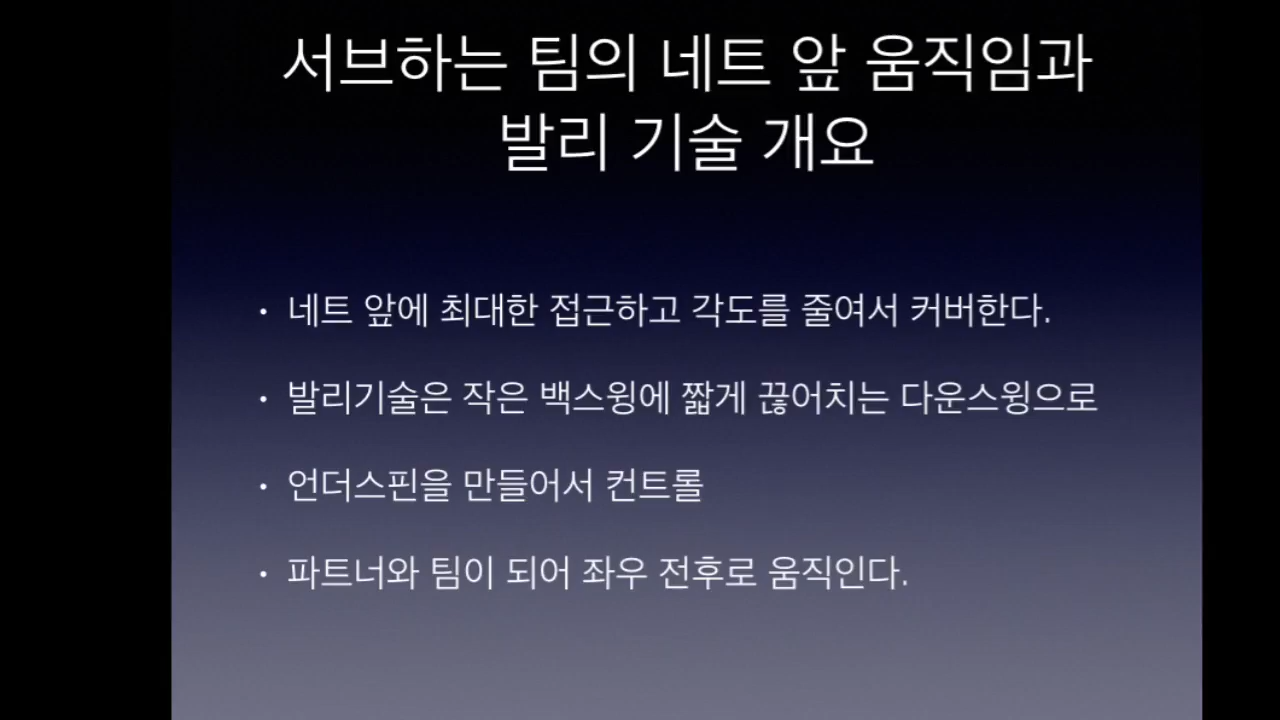 서브하는 팀의 네트 앞 움직임과
발리 기술 개요
• 네트 앞에 최대한 접근하고 각도를 줄여서 커버한다.
• 발리기술은 작은 백스윙에 짧게 끊어치는 다운스윙으로
• 언더스핀을 만들어서 컨트롤
• 파트너와 팀이 되어 좌우 전후로 움직인다.